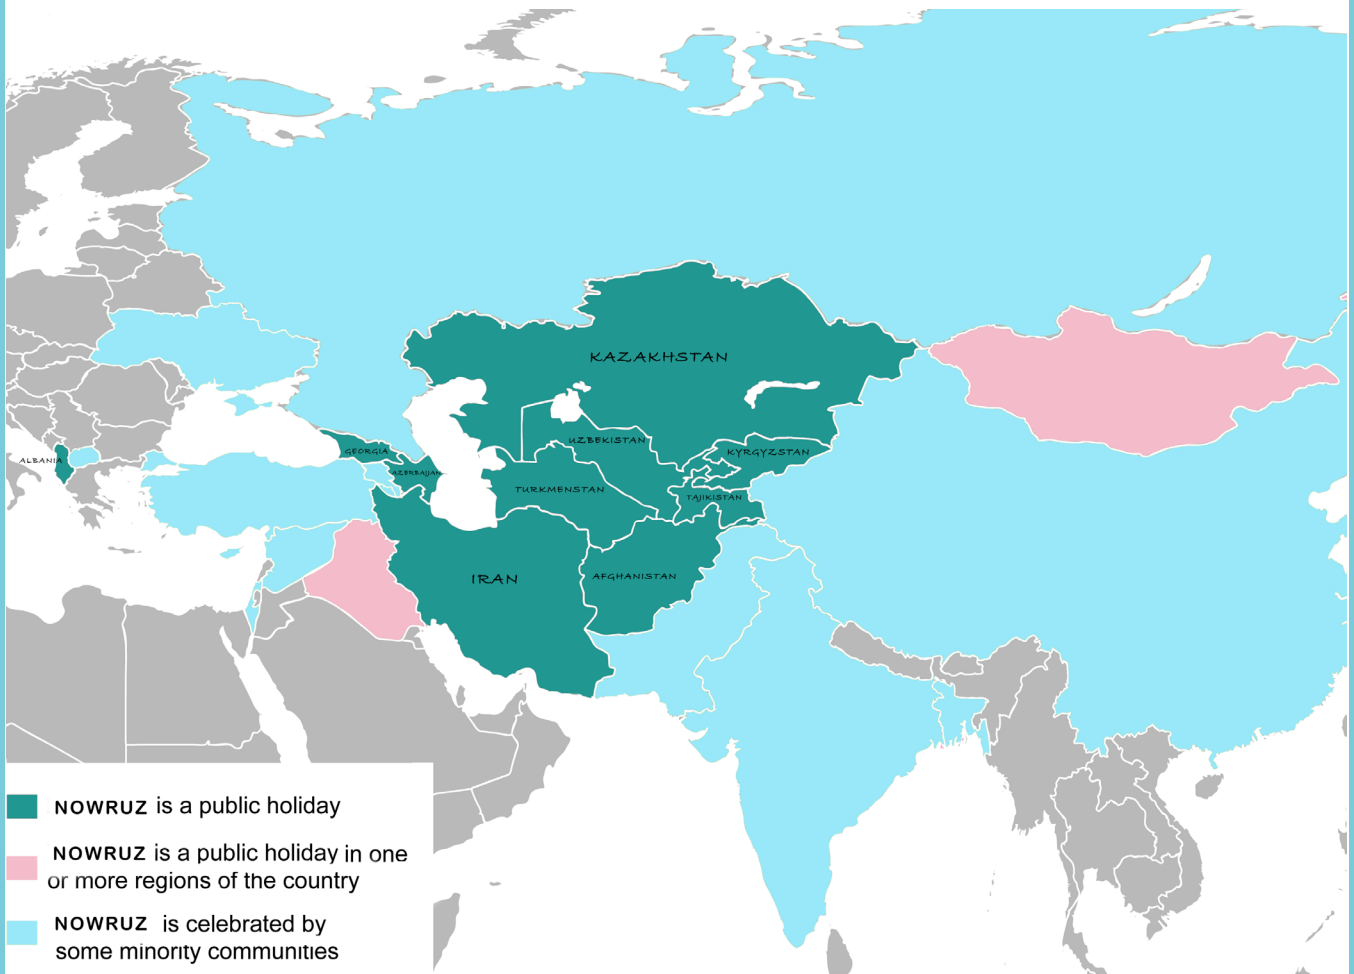 KAZAKHSTAN
UZBEKISTAN
KYRGYZSTAN
GEORGIA
ALBANIA
AZERBAIJAN
TURKMENSTAN
TAJIKISTAN
IRAN
AFGHANISTAN
NOWRUZ is a public holiday
NOWRUZ is a public holiday in one
or more regions of the country
NOWRUZ is celebrated by
some minority communities